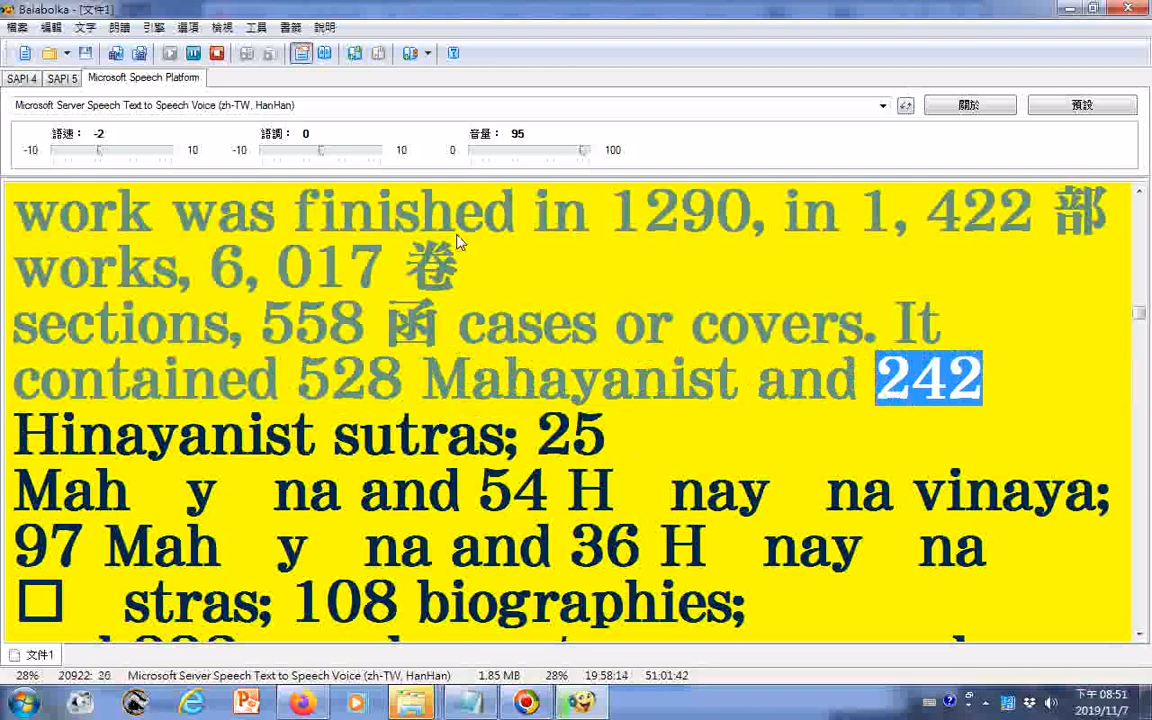 Balabolka - [文件1]
檔案 編輯 文字 朗讀 引擎 選項 檢視 工具 書籤 說明
SAPI 4 SAPI 5 Microsoft Speech Platform
Microsoft Server Speech Text to Speech Voice (zh-TW, HanHan) 關於 預設
語速： -2 語調： 0 音量： 95
-10 10 -10 10 0 100
work was finished in 1290, in 1, 422 部
works, 6, 017 卷
sections, 558 函 cases or covers. It
contained 528 Mahayanist and 242
Hinayanist sutras; 25
Mah y na and 54 H nay na vinaya;
97 Mah y na and 36 H nay na
□ stras; 108 biographies;
文件1
28% 20922: 26 Microsoft Server Speech Text to Speech Voice (zh-TW, HanHan) 1.85 MB 28% 19:58:14 51:01:42
下午 08:51
2019/11/7